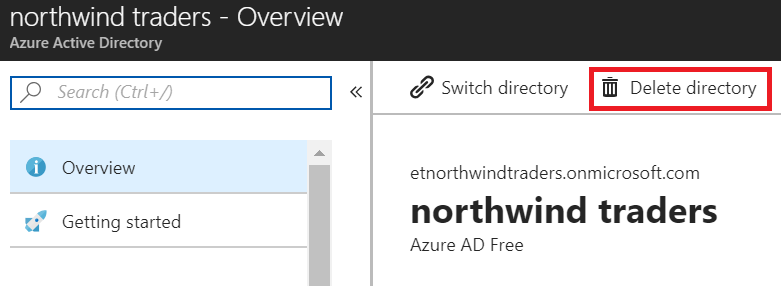 northwind traders - Overview
Azure Active Directory
Search (Ctrl+/)
«
Overview
Getting started
Switch directory
Delete directory
etnorthwindtraders.onmicrosoft.com
northwind traders
Azure AD Free